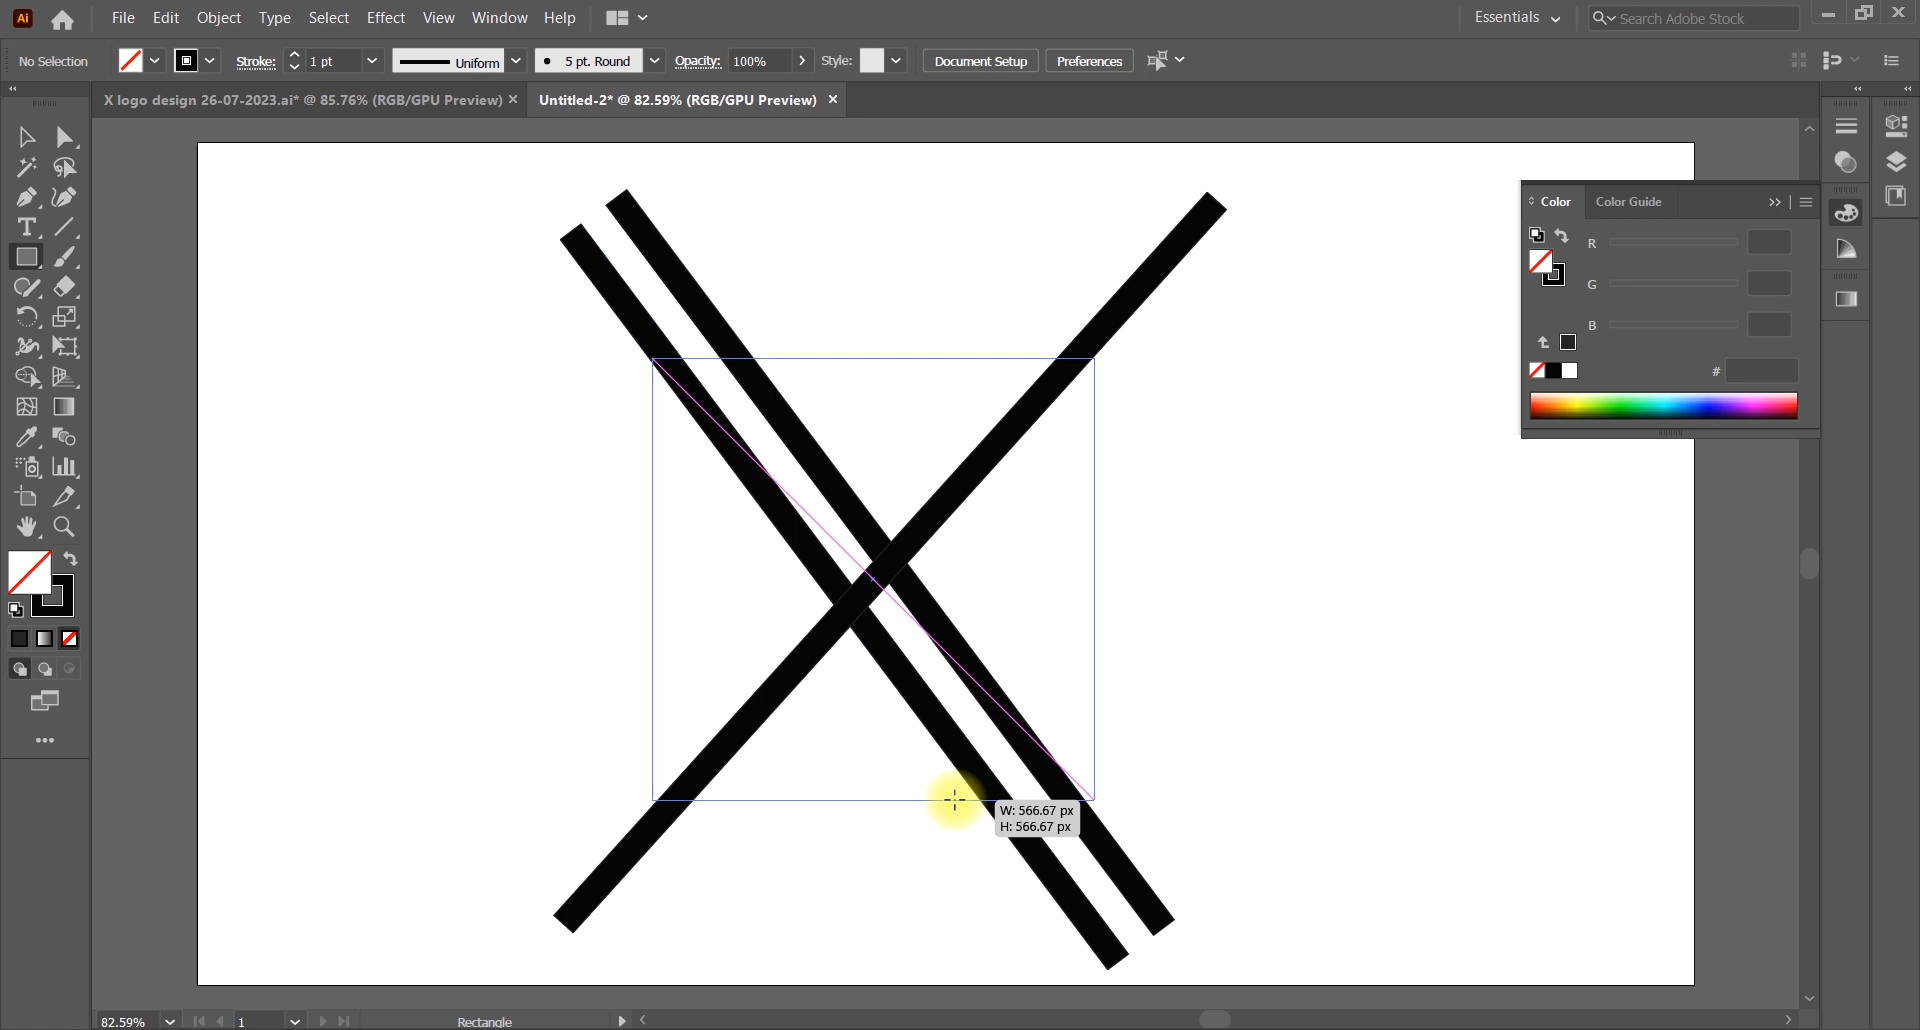 Ai File Edit Object Type Select Effect View Window Help Essentials Search Adobe Stock
No Selection Stroke: 1 pt Uniform 5 pt. Round Opacity: 100% Style: Document Setup Preferences
X logo design 26-07-2023.ai* @ 85.76% (RGB/GPU Preview) Untitled-2* @ 82.59% (RGB/GPU Preview)
Color Color Guide
R
G
B
#
T
W: 566.67 px
H: 566.67 px
82.59% 1 Rectangle